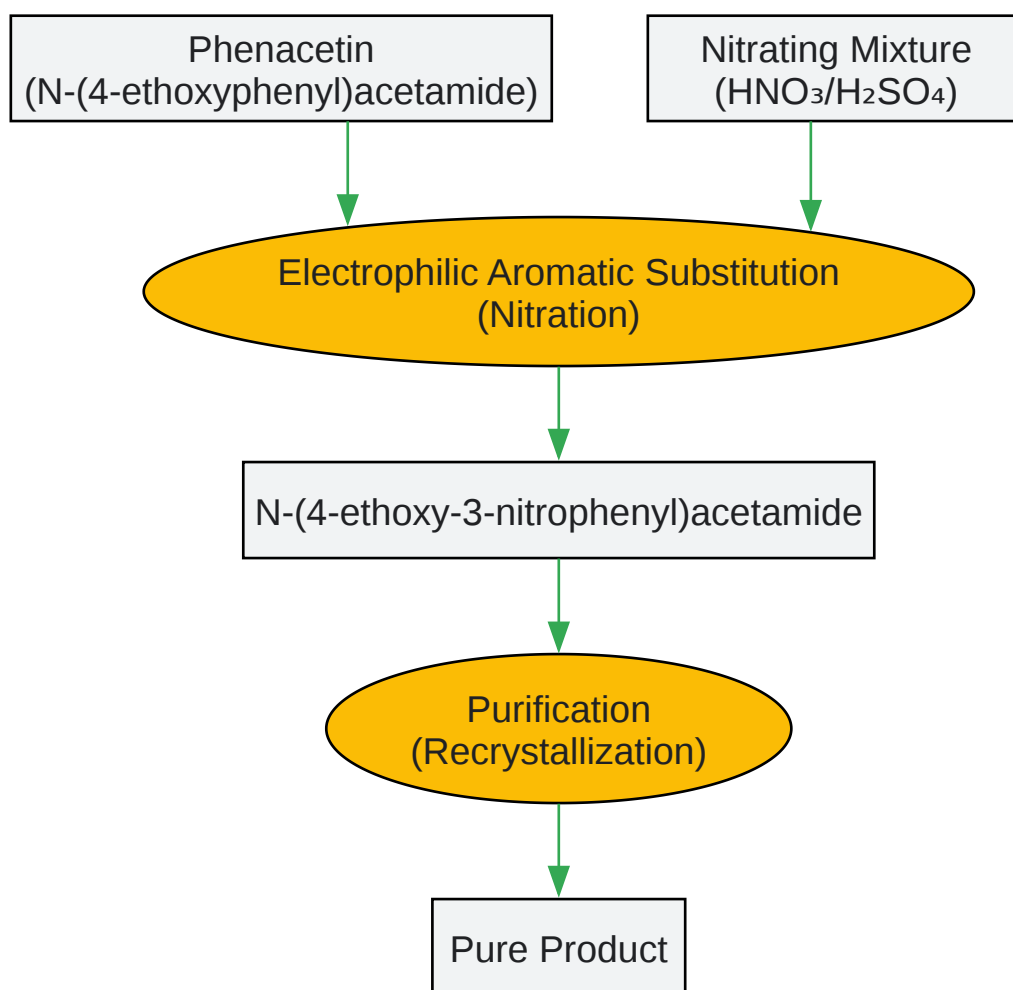 Phenacetin
(N-(4-ethoxyphenyl)acetamide)
Nitrating Mixture
(HNO₃/H₂SO₄)
Electrophilic Aromatic Substitution
(Nitration)
N-(4-ethoxy-3-nitrophenyl)acetamide
Purification
(Recrystallization)
Pure Product